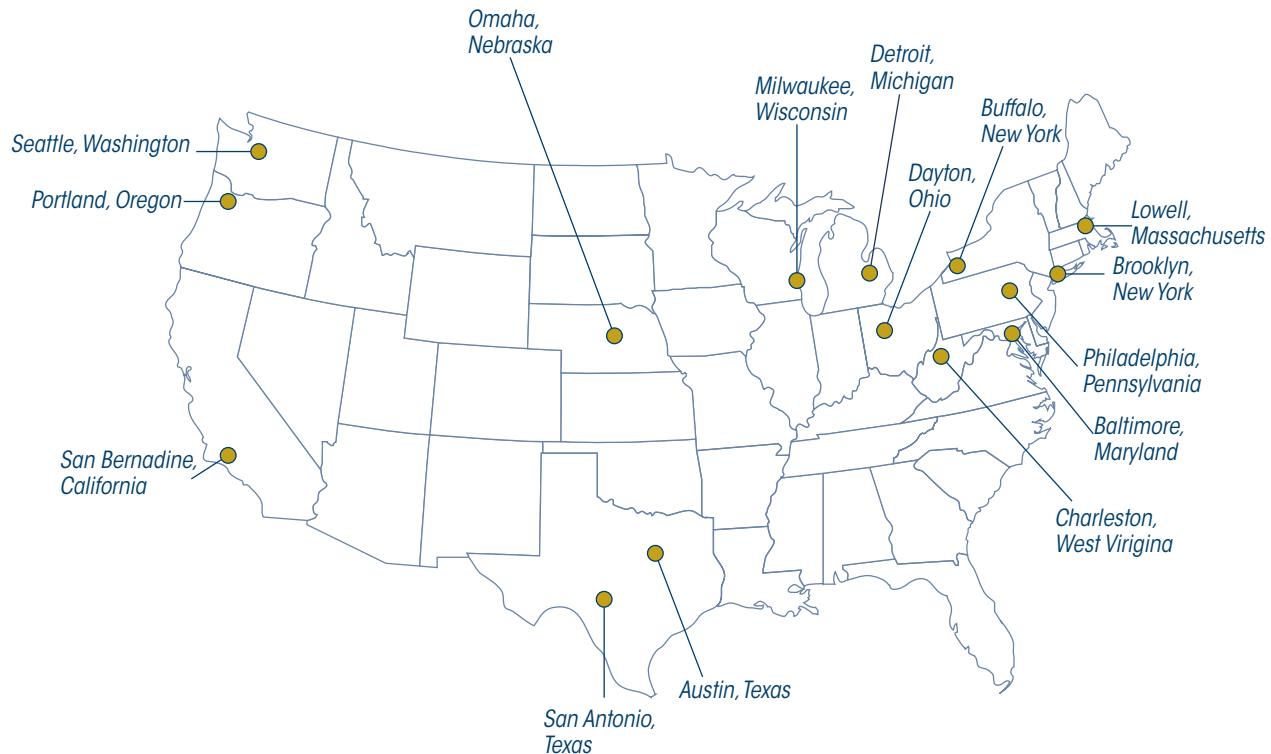 Omaha,
Nebraska
Detroit,
Michigan
Milwaukee,
Wisconsin
Buffalo,
New York
Seattle, Washington
Portland, Oregon
Dayton,
Ohio
Lowell,
Massachusetts
Brooklyn,
New York
Philadelphia,
Pennsylvania
Baltimore,
Maryland
San Bernadine,
California
Charleston,
West Virigina
Austin, Texas
San Antonio,
Texas